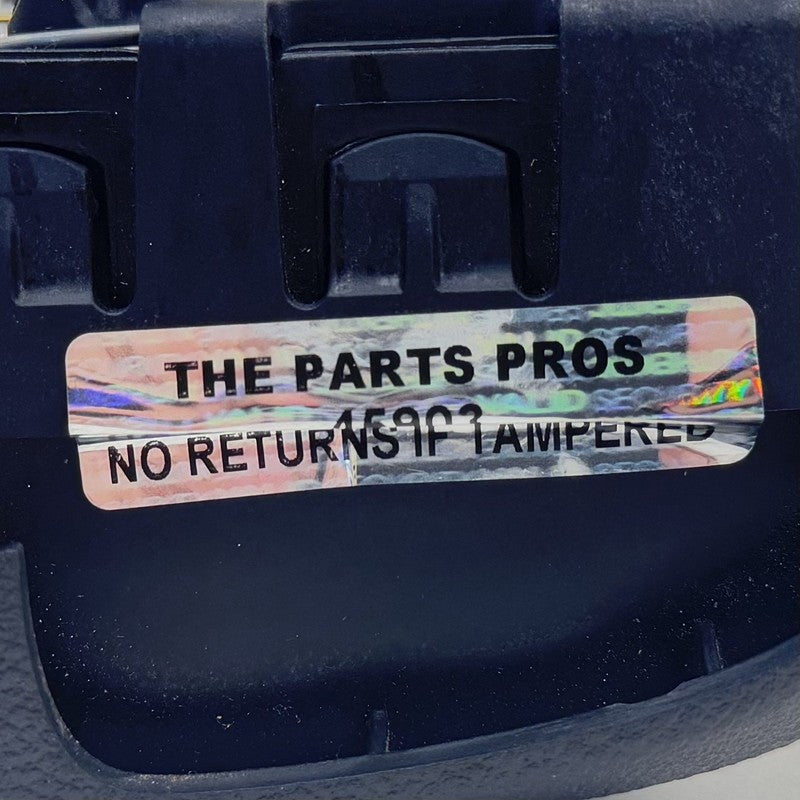 THE PARTS PROS
NO RETURNS IF TAMPERED